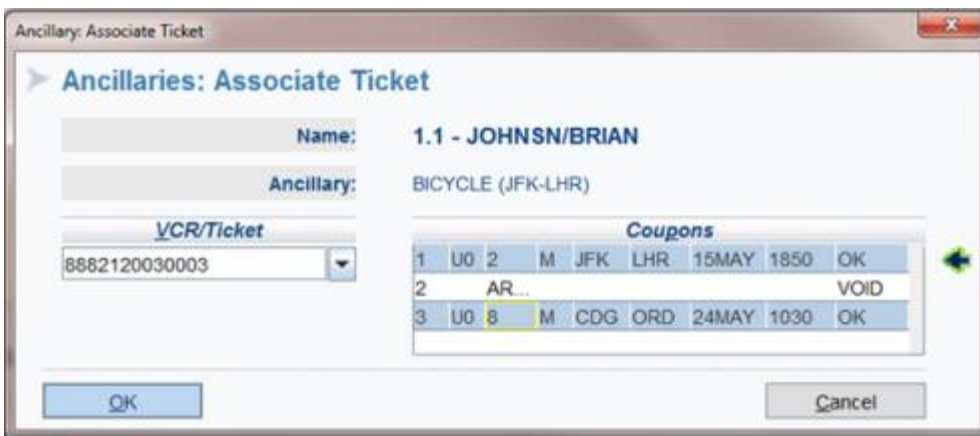 Ancillary: Associate Ticket
Ancillaries: Associate Ticket
Name: 1.1 - JOHNSN/BRIAN
Ancillary: BICYCLE (JFK-LHR)
VCR/Ticket
8882120030003
Coupons
1 U0 2 M JFK LHR 15MAY 1850 OK
2 AR... VOID
3 U0 8 M CDG ORD 24MAY 1030 OK
OK Cancel